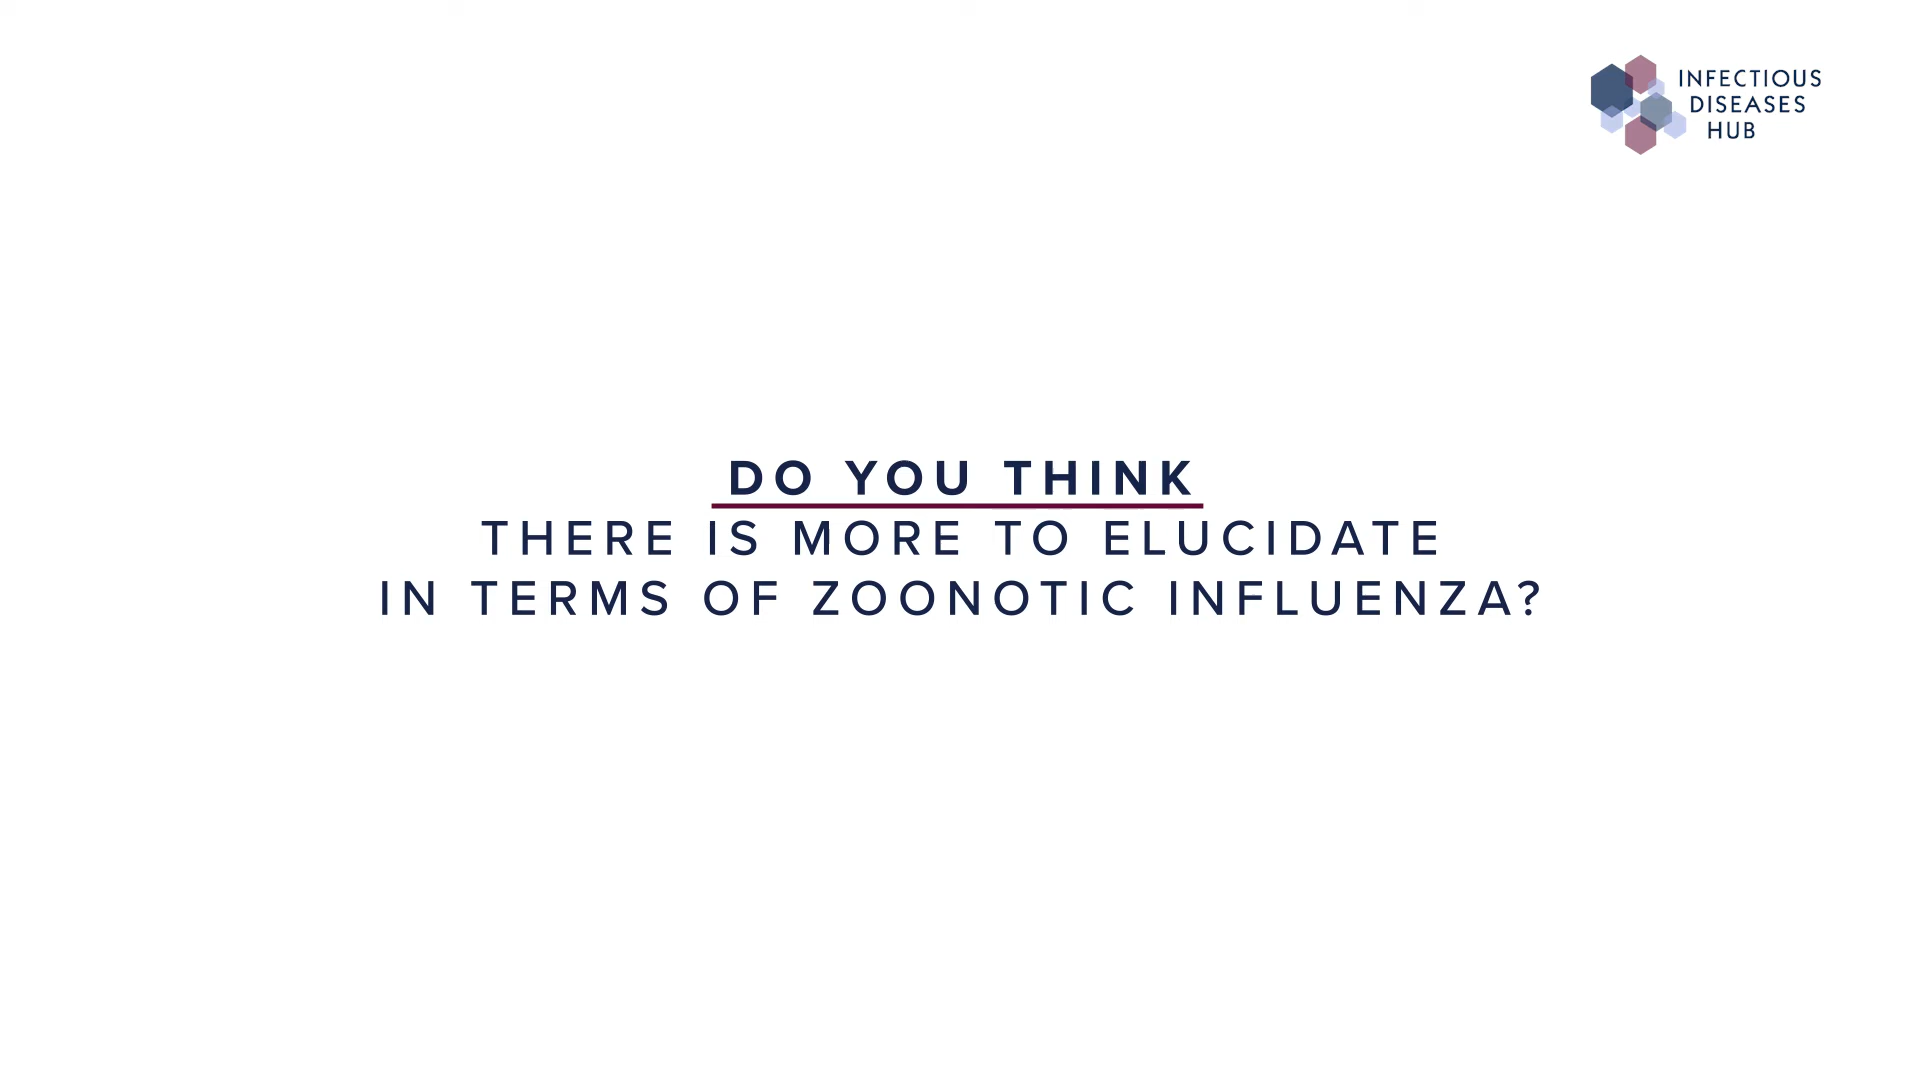 INFECTIOUS
DISEASES
HUB
DO YOU THINK
THERE IS MORE TO ELUCIDATE
IN TERMS OF ZOONOTIC INFLUENZA?